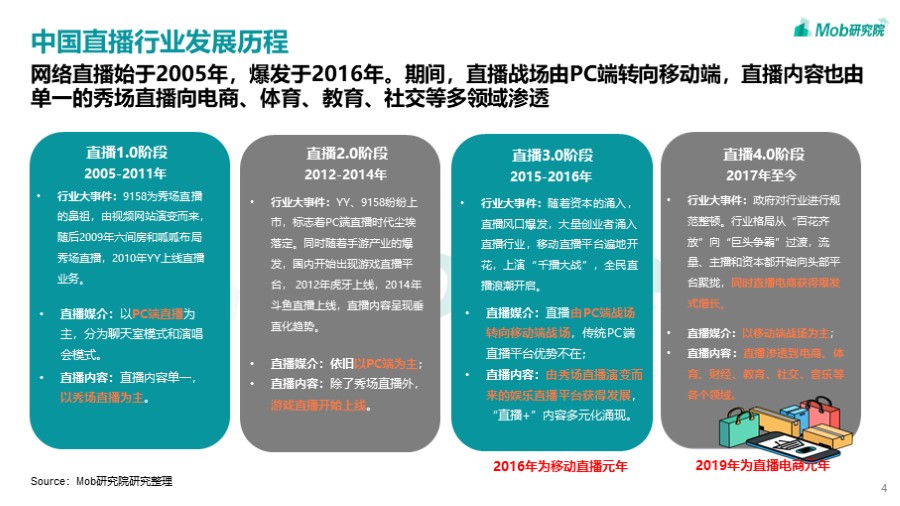 中国直播行业发展历程
Mob研究院
网络直播始于2005年，爆发于2016年。期间，直播战场由PC端转向移动端，直播内容也由
单一的秀场直播向电商、体育、教育、社交等多领域渗透
直播1.0阶段
2005-2011年
• 行业大事件：9158为秀场直播
的鼻祖，由视频网站演变而来，
随后2009年六间房和呱呱布局
秀场直播，2010年YY上线直播
业务。
• 直播媒介：以PC端直播为
主，分为聊天室模式和演唱
会模式。
• 直播内容：直播内容单一，
以秀场直播为主。
直播2.0阶段
2012-2014年
• 行业大事件：YY、9158纷纷上
市，标志着PC端直播时代尘埃
落定。同时随着手游产业的爆
发，国内开始出现游戏直播平
台， 2012年虎牙上线，2014年
斗鱼直播上线，直播内容呈现垂
直化趋势。
• 直播媒介：依旧以PC端为主；
• 直播内容：除了秀场直播外，
游戏直播开始上线。
直播3.0阶段
2015-2016年
• 行业大事件：随着资本的涌入，
直播风口爆发，大量创业者涌入
直播行业，移动直播平台遍地开
花，上演“千播大战”，全民直
播浪潮开启。
• 直播媒介：直播由PC端战场
转向移动端战场，传统PC端
直播平台优势不在；
• 直播内容：由秀场直播演变而
来的娱乐直播平台获得发展，
“直播+”内容多元化涌现。
2016年为移动直播元年
直播4.0阶段
2017年至今
• 行业大事件：政府对行业进行规
范整顿。行业格局从“百花齐
放”向“巨头争霸”过渡，流
量、主播和资本都开始向头部平
台聚拢，同时直播电商获得爆发
式增长。
• 直播媒介：以移动端战场为主；
• 直播内容：直播渗透到电商、体
育、财经、教育、社交、音乐等
各个领域。
2019年为直播电商元年
Source：Mob研究院研究整理
4